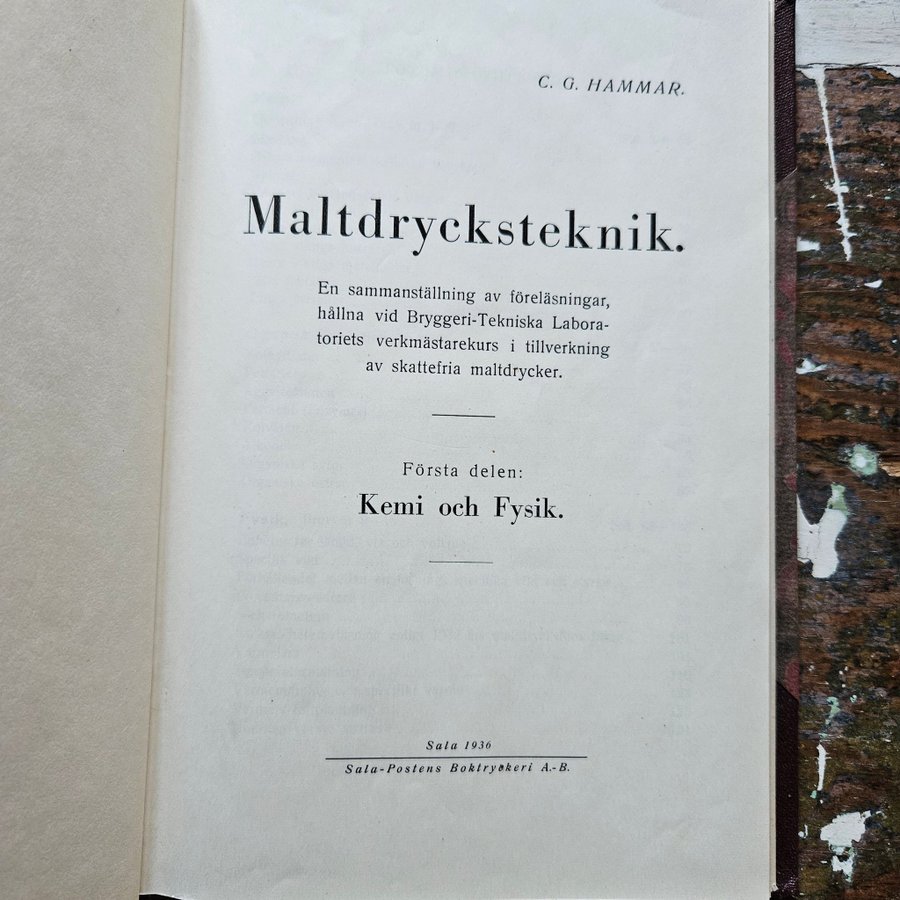 C. G. HAMMAR.
Maltdrycksteknik.
En sammanställning av föreläsningar,
hållna vid Bryggeri-Tekniska Labora-
toriets verkmästarekurs i tillverkning
av skattefria maltdrycker.
Första delen:
Kemi och Fysik.
Sala 1936
Sala-Postens Boktryckeri A.-B.